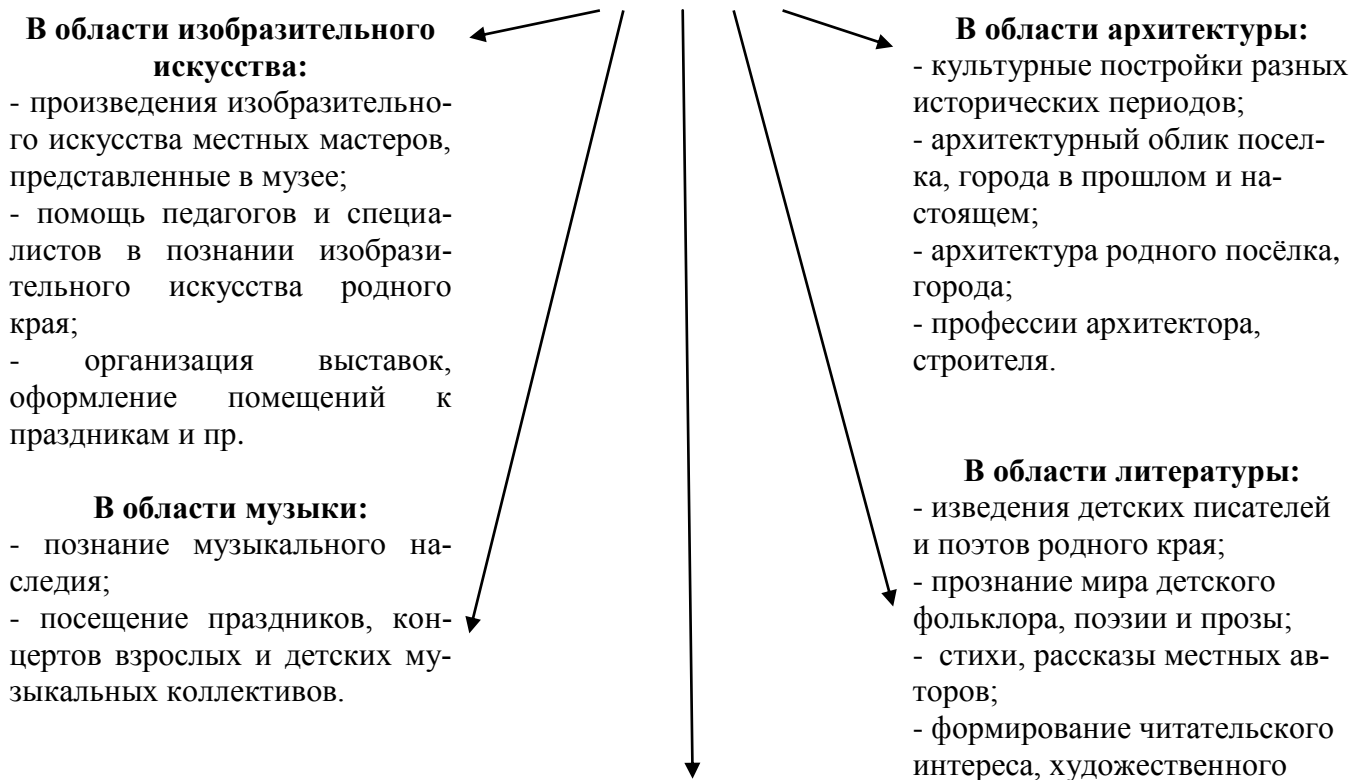 В области изобразительного
искусства:
- произведения изобразительно-
го искусства местных мастеров,
представленные в музее;
- помощь педагогов и специа-
листов в познании изобрази-
тельного искусства родного
края;
- организация выставок,
оформление помещений к
праздникам и пр.
В области музыки:
- познание музыкального на-
следия;
- посещение праздников, кон-
цертов взрослых и детских му-
зыкальных коллективов.
В области архитектуры:
- культурные постройки разных
исторических периодов;
- архитектурный облик посел-
ка, города в прошлом и на-
стоящем;
- архитектура родного посёлка,
города;
- профессии архитектора,
строителя.
В области литературы:
- изведения детских писателей
и поэтов родного края;
- прознание мира детского
фольклора, поэзии и прозы;
- стихи, рассказы местных ав-
торов;
- формирование читательского
интереса, художественного